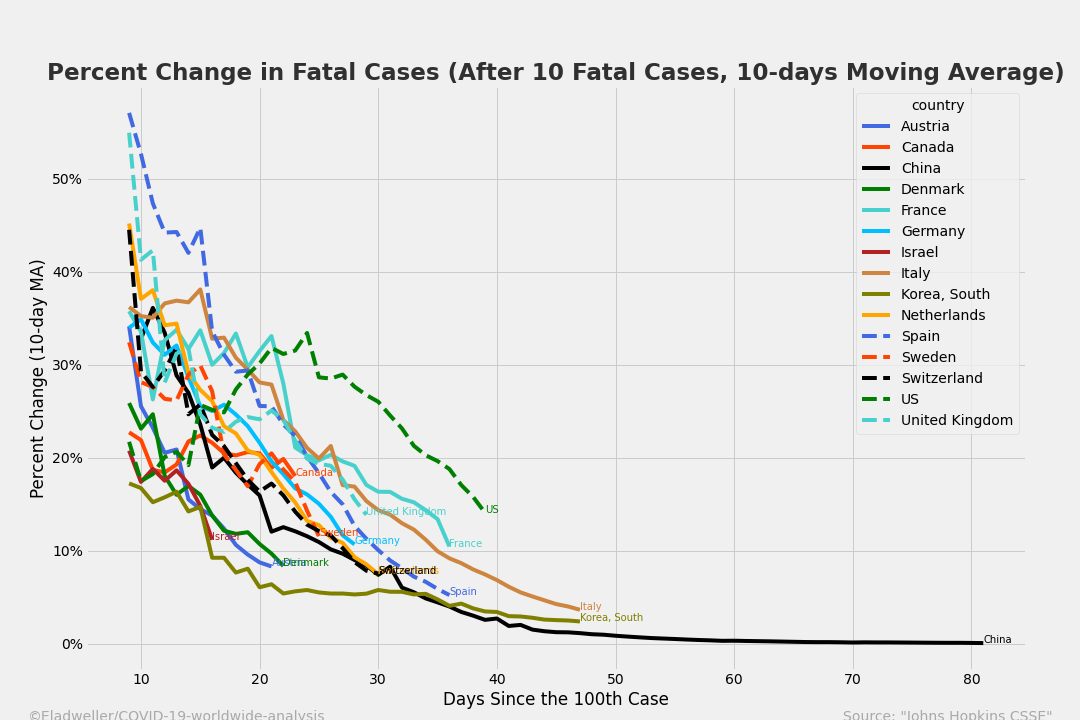 Percent Change in Fatal Cases (After 10 Fatal Cases, 10-days Moving Average)
country
Austria
Canada
China
Denmark
France
Germany
Israel
Italy
Korea, South
Netherlands
Spain
Sweden
Switzerland
US
United Kingdom
Percent Change (10-day MA)
50%
40%
30%
20%
10%
0%
Canada
US
United Kingdom
Sweden
Germany
France
Israel
Denmark
Switzerland
Spain
Italy
Korea, South
China
10 20 30 40 50 60 70 80
Days Since the 100th Case
©Eladweller/COVID-19-worldwide-analysis
Source: "Johns Hopkins CSSE"